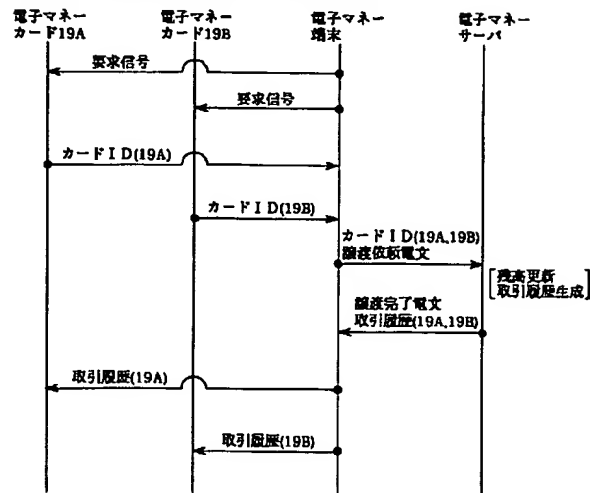 電子マネー
カード19A
電子マネー
カード19B
電子マネー
端末
電子マネー
サーバ
要求信号
要求信号
カードID(19A)
カードID(19B)
カードID(19A,19B)
譲渡依頼電文
残高更新
取引履歴生成
譲渡完了電文
取引履歴(19A,19B)
取引履歴(19A)
取引履歴(19B)